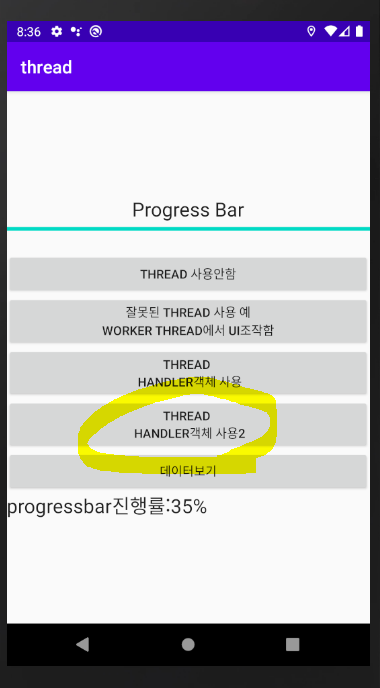 8:36
thread
Progress Bar
THREAD 사용안함
잘못된 THREAD 사용 예
WORKER THREAD에서 UI조작함
THREAD
HANDLER객체 사용
THREAD
HANDLER객체 사용2
데이터보기
progressbar진행률:35%